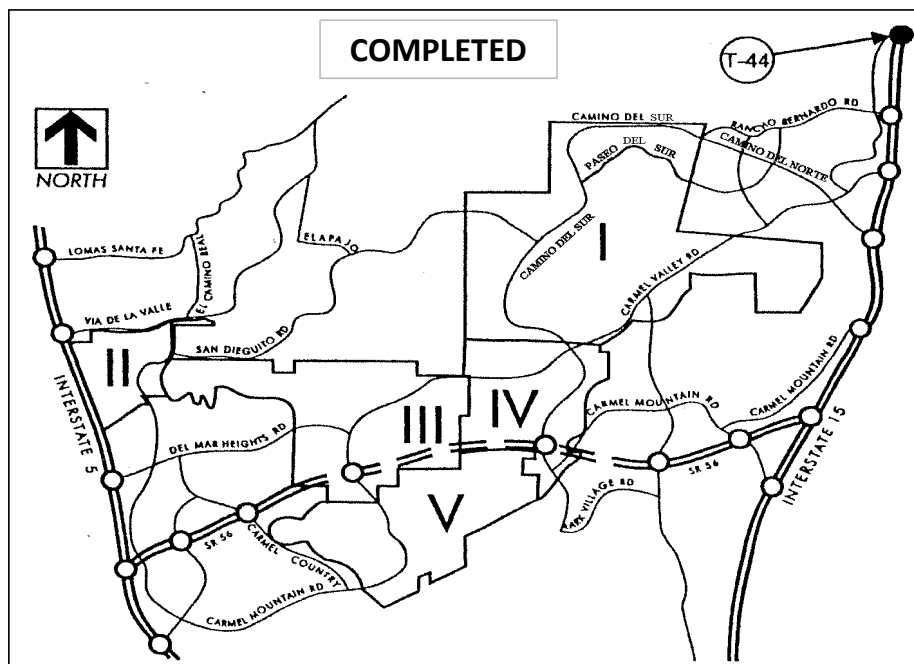 COMPLETED
T-44
NORTH
CAMINO DEL SUR
RANCHO BERNARDO RD
PASEO DEL SUR
CAMINO DEL NORTE
LOMAS SANTA FE
EL CAMINO REAL
EL APAJO
CAMINO DEL SUR
I
CARMEL VALLEY RD
VIA DE LA VALLE
SAN DIEGUITO RD
II
INTERSTATE 5
III
IV
CARMEL MOUNTAIN RD
CARMEL MOUNTAIN RD
DEL MAR HEIGHTS RD
SR 56
INTERSTATE 15
V
PARK VILLAGE RD
SR 56
CARMEL COUNTRY
CARMEL MOUNTAIN RD